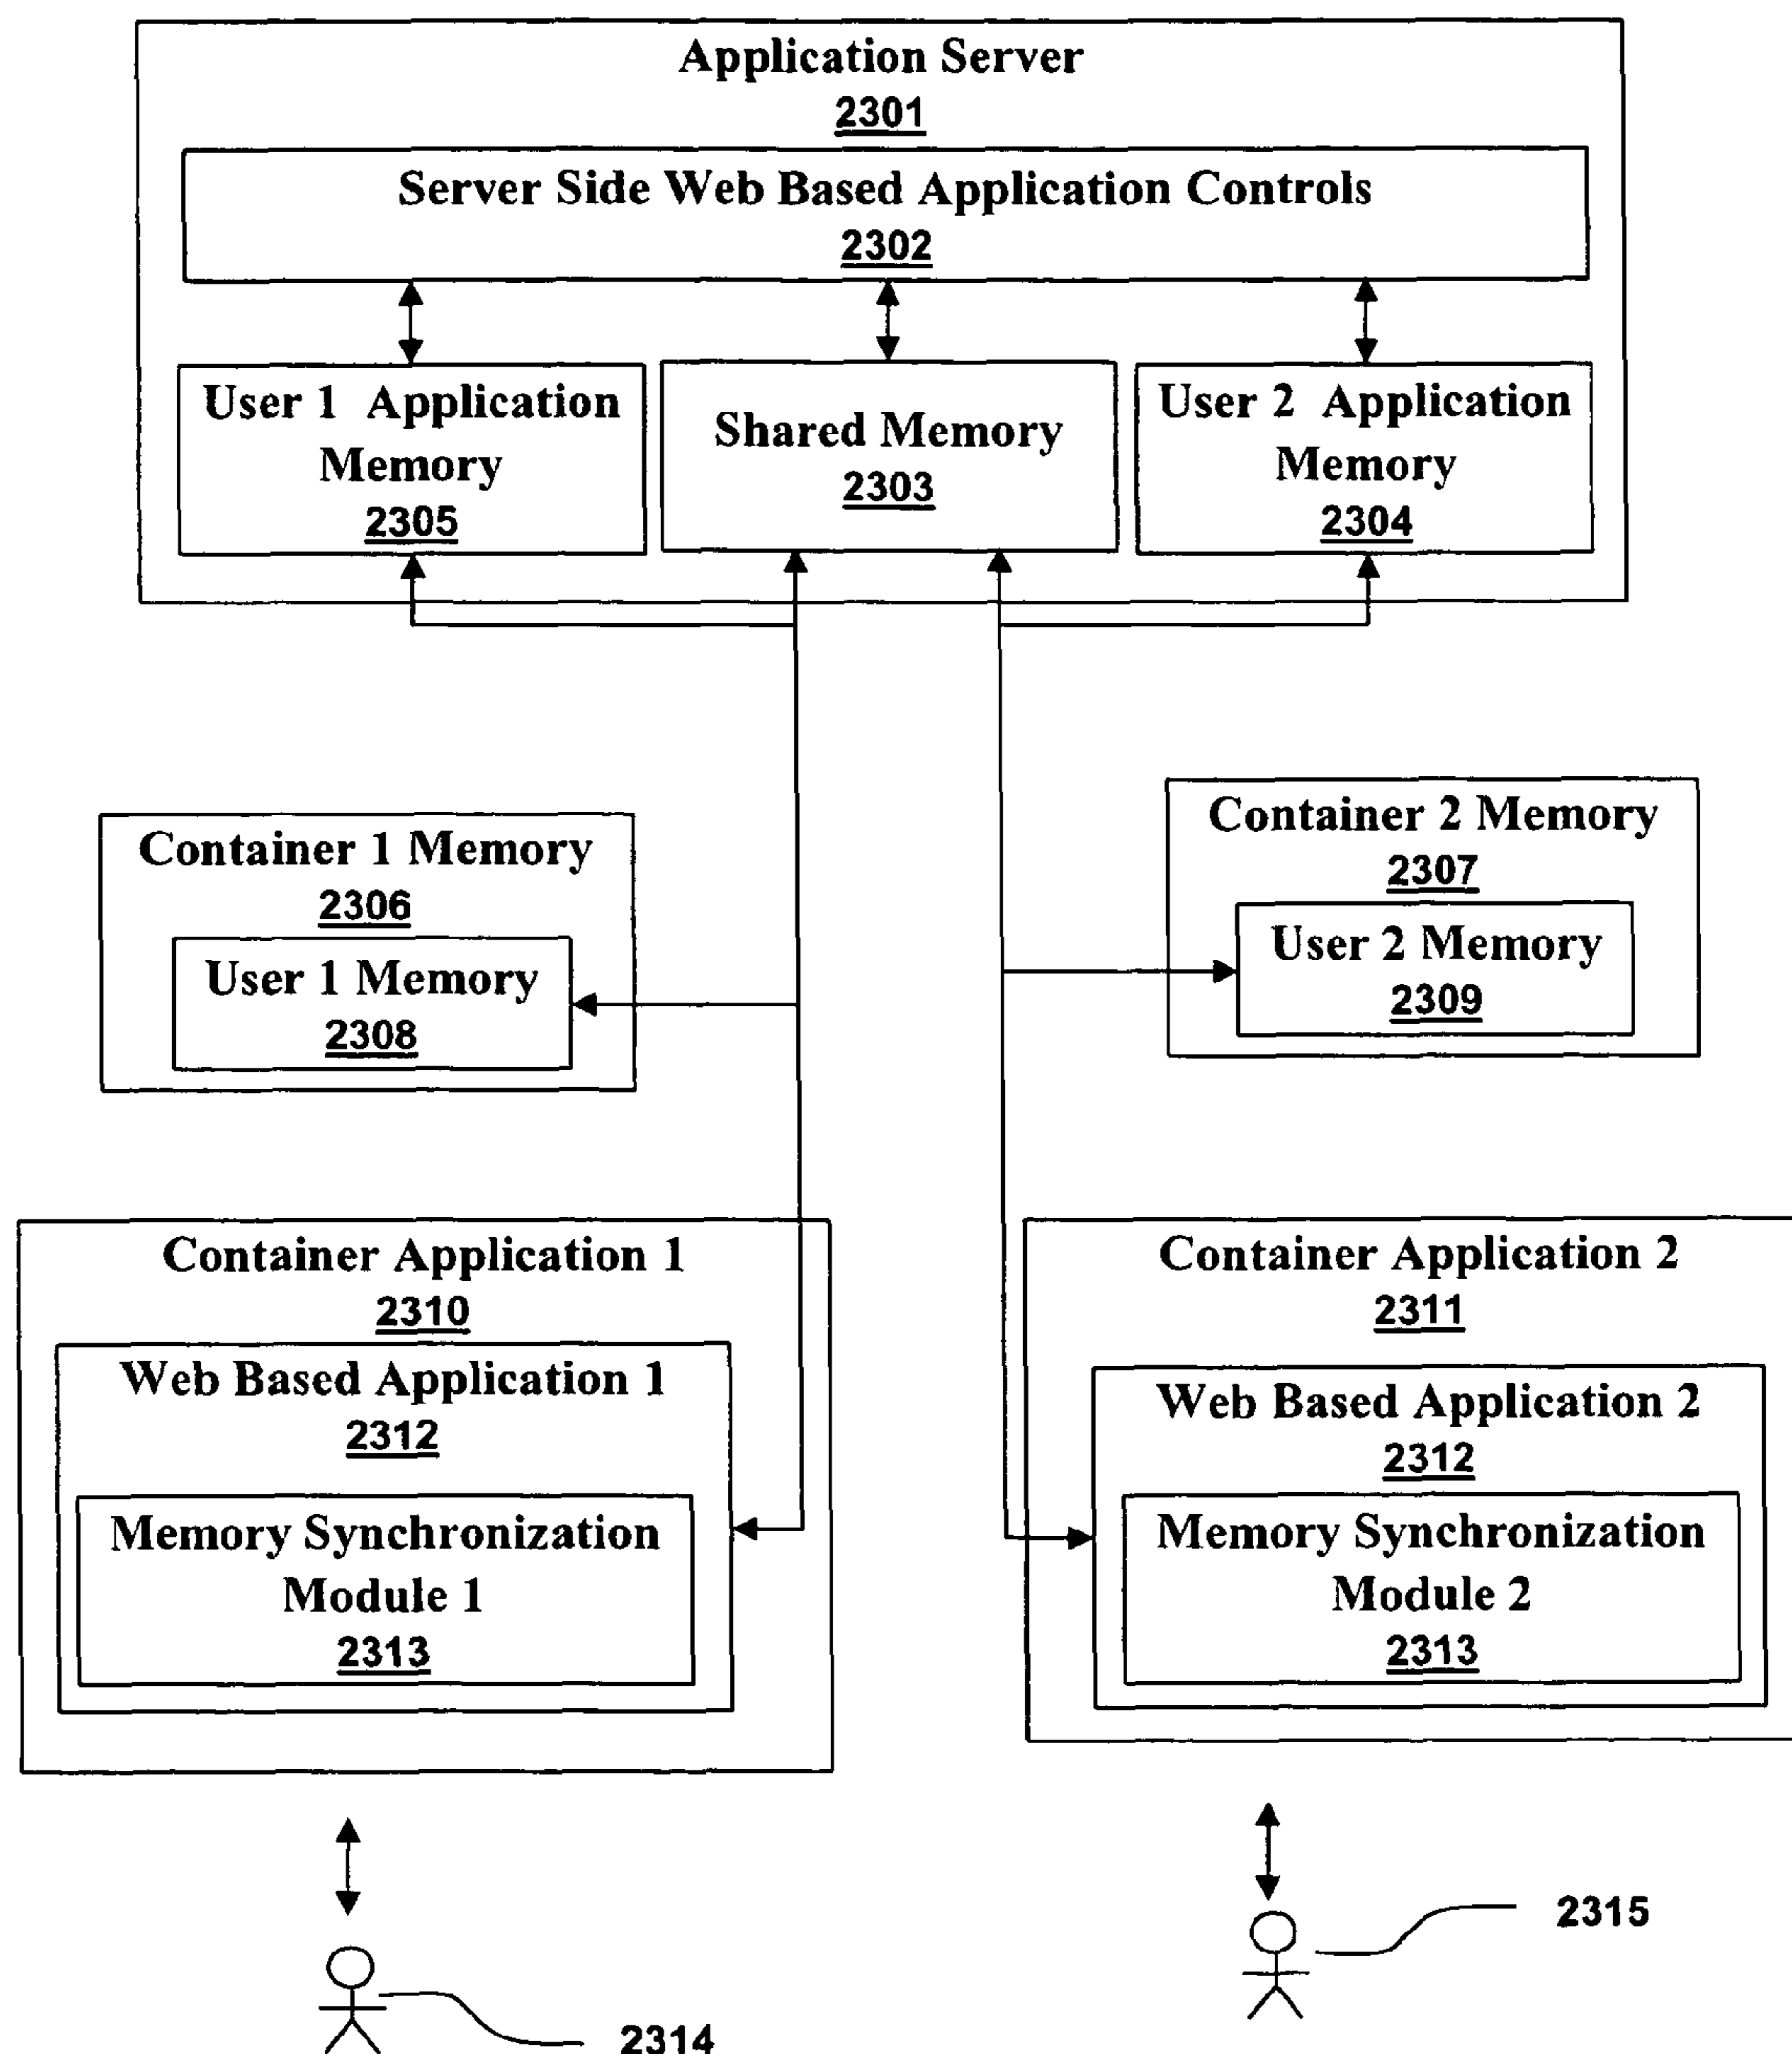 Application Server
2301
Server Side Web Based Application Controls
2302
User 1 Application
Memory
2305
Shared Memory
2303
User 2 Application
Memory
2304
Container 1 Memory
2306
User 1 Memory
2308
Container 2 Memory
2307
User 2 Memory
2309
Container Application 1
2310
Web Based Application 1
2312
Memory Synchronization
Module 1
2313
Container Application 2
2311
Web Based Application 2
2312
Memory Synchronization
Module 2
2313
2314
2315